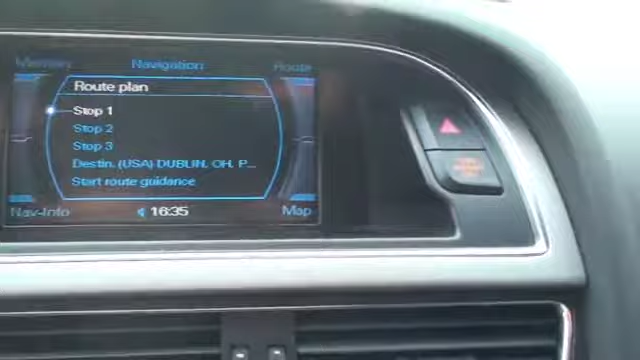 Memory Navigation Route
Route plan
Stop 1
Stop 2
Stop 3
Destin. (USA) DUBLIN, OH, P...
Start route guidance
Nav-Info 16:35 Map